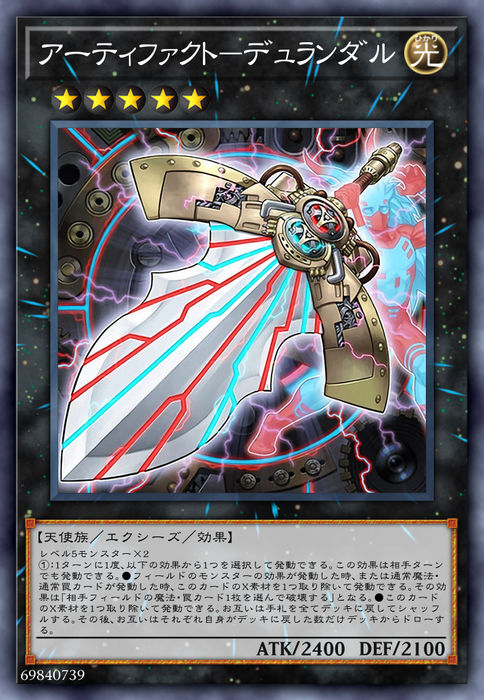 アーティファクトーデュランダル
光
ひかり
【天使族／エクシーズ／効果】
レベル5モンスター×2
①:1ターンに1度、以下の効果から1つを選択して発動できる。この効果は相手ターン
でも発動できる。●フィールドのモンスターの効果が発動した時、または通常魔法・
通常罠カードが発動した時、このカードのX素材を1つ取り除いて発動できる。その効
果は「相手フィールドの魔法・罠カード1枚を選んで破壊する」となる。●このカード
のX素材を1つ取り除いて発動できる。お互いは手札を全てデッキに戻してシャッフ
ルする。その後、お互いはそれぞれ自身がデッキに戻した数だけデッキからドローす
る。
ATK/2400 DEF/2100
69840739